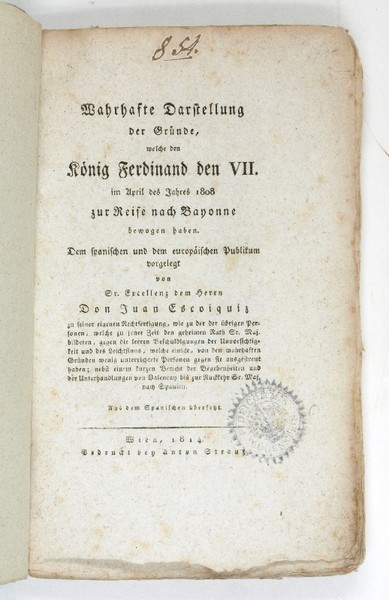 854.
Wahrhafte Darstellung
der Gründe,
welche den
König Ferdinand den VII.
im April des Jahres 1808
zur Reise nach Bayonne
bewogen haben.
Dem spanischen und dem europäischen Publikum
vorgelegt
von
Sr. Excellenz dem Herrn
Don Juan Escoiquiz
zu seiner eigenen Rechtfertigung, wie zu der der übrigen Per-
sonen, welche zu jener Zeit den geheimen Rath Sr. Maj.
bildeten, gegen die leeren Beschuldigungen der Unvorsichtig-
keit und des Leichtsinns, welche einige, von den wahrhaften
Gründen wenig unterrichtete Personen gegen sie ausgestreut
haben; nebst einem kurzen Bericht der Begebenheiten und
der Unterhandlungen von Valençay bis zur Rückkehr Sr. Maj.
nach Spanien.
Aus dem Spanischen übersetzt.
Wien, 1814.
Gedruckt bey Anton Strauß.